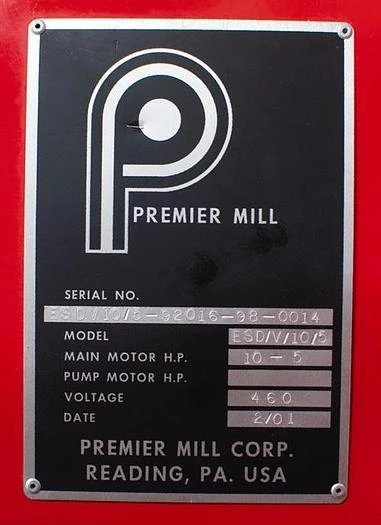 PREMIER MILL
SERIAL NO.
ESDV10/5-92016-98-0014
MODEL ESD/V/10/5
MAIN MOTOR H.P. 10-5
PUMP MOTOR H.P.
VOLTAGE 460
DATE 2/01
PREMIER MILL CORP.
READING, PA. USA